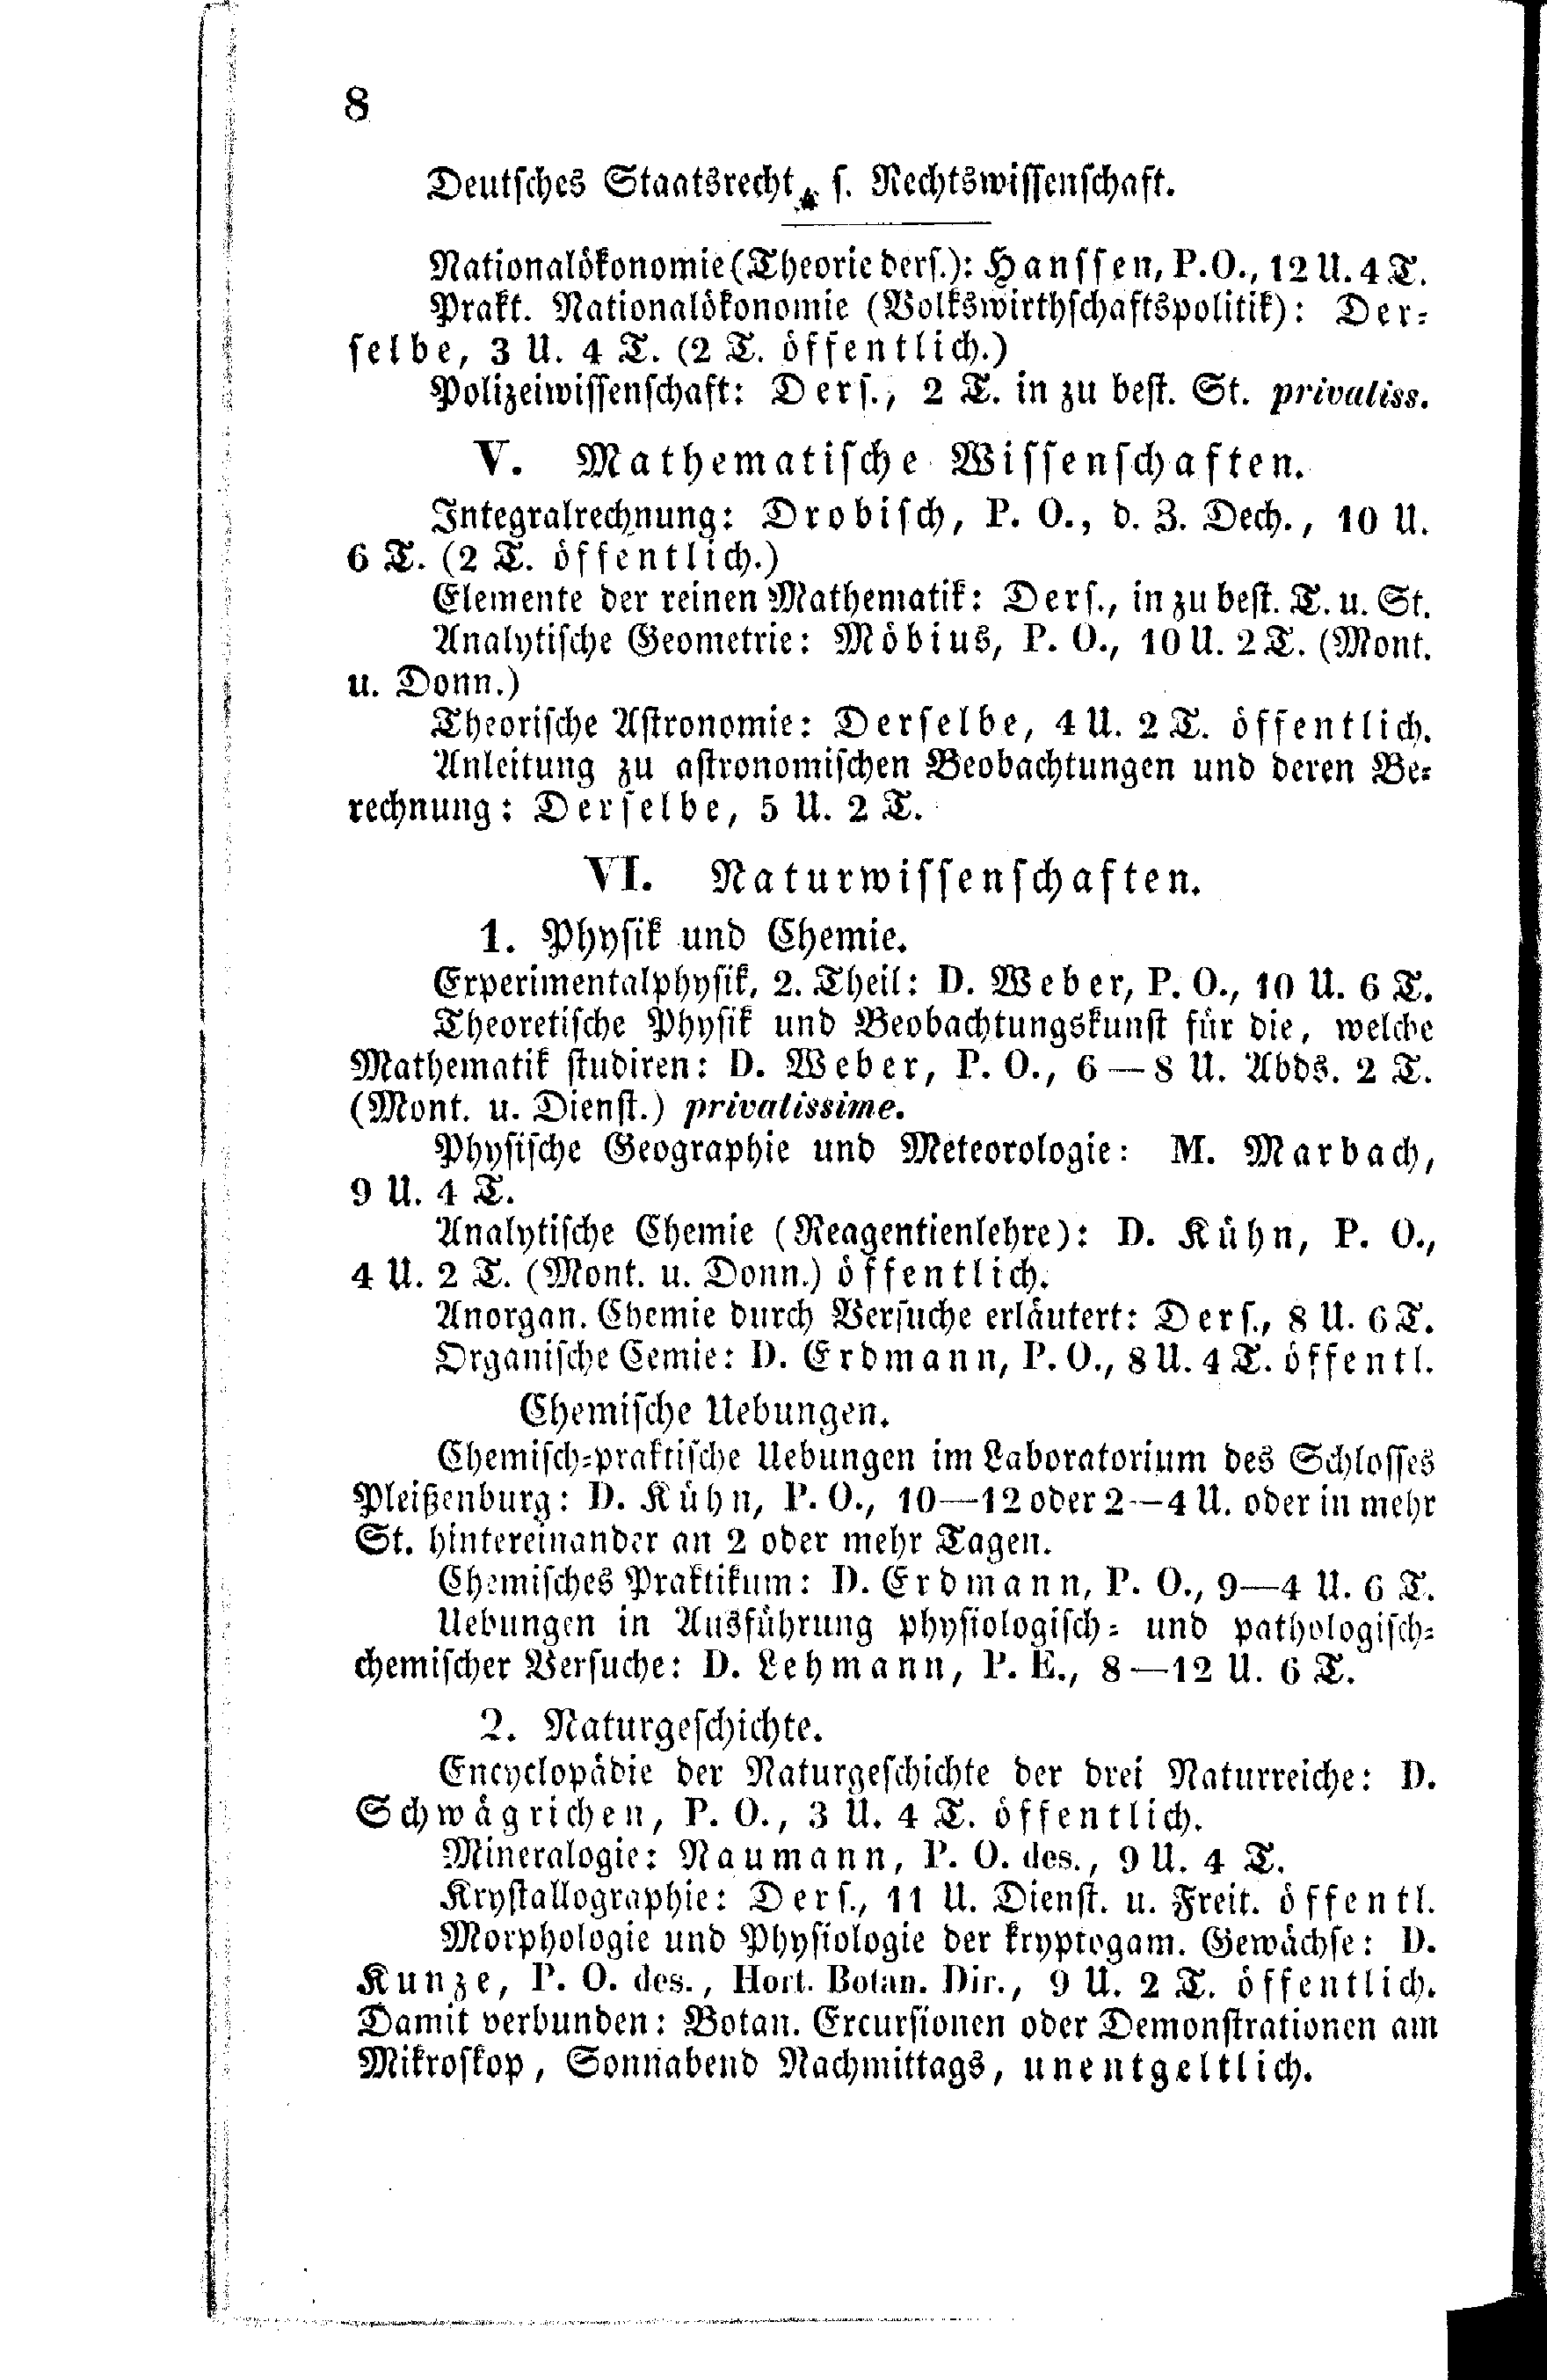 8
Deutsches Staatsrecht, s. Rechtswissenschaft.
Nationalökonomie (Theorie ders.): Hanssen, P. O., 12 U. 4 T.
Prakt. Nationalökonomie (Volkswirthschaftspolitik): Der-
selbe, 3 U. 4 T. (2 T. öffentlich.)
Polizeiwissenschaft: Ders., 2 T. in zu best. St. privatiss.
V. Mathematische Wissenschaften.
Integralrechnung: Drobisch, P. O., d. Z. Dech., 10 U.
6 T. (2 T. öffentlich.)
Elemente der reinen Mathematik: Ders., in zu best. T. u. St.
Analytische Geometrie: Möbius, P. O., 10 U. 2 T. (Mont.
u. Donn.)
Theorische Astronomie: Derselbe, 4 U. 2 T. öffentlich.
Anleitung zu astronomischen Beobachtungen und deren Be-
rechnung: Derselbe, 5 U. 2 T.
VI. Naturwissenschaften.
1. Physik und Chemie.
Experimentalphysik, 2. Theil: D. Weber, P. O., 10 U. 6 T.
Theoretische Physik und Beobachtungskunst für die, welche
Mathematik studiren: D. Weber, P. O., 6—8 U. Abds. 2 T.
(Mont. u. Dienst.) privatissime.
Physische Geographie und Meteorologie: M. Marbach,
9 U. 4 T.
Analytische Chemie (Reagentienlehre): D. Kühn, P. O.,
4 U. 2 T. (Mont. u. Donn.) öffentlich.
Anorgan. Chemie durch Versuche erläutert: Ders., 8 U. 6 T.
Organische Cemie: D. Erdmann, P. O., 8 U. 4 T. öffentl.
Chemische Uebungen.
Chemisch-praktische Uebungen im Laboratorium des Schlosses
Pleißenburg: D. Kühn, P. O., 10—12 oder 2—4 U. oder in mehr
St. hintereinander an 2 oder mehr Tagen.
Chemisches Praktikum: D. Erdmann, P. O., 9—4 U. 6 T.
Uebungen in Ausführung physiologisch- und pathologisch-
chemischer Versuche: D. Lehmann, P. E., 8—12 U. 6 T.
2. Naturgeschichte.
Encyclopädie der Naturgeschichte der drei Naturreiche: D.
Schwägrichen, P. O., 3 U. 4 T. öffentlich.
Mineralogie: Naumann, P. O. des., 9 U. 4 T.
Krystallographie: Ders., 11 U. Dienst. u. Freit. öffentl.
Morphologie und Physiologie der kryptogam. Gewächse: D.
Kunze, P. O. des., Hort. Botan. Dir., 9 U. 2 T. öffentlich.
Damit verbunden: Botan. Excursionen oder Demonstrationen am
Mikroskop, Sonnabend Nachmittags, unentgeltlich.